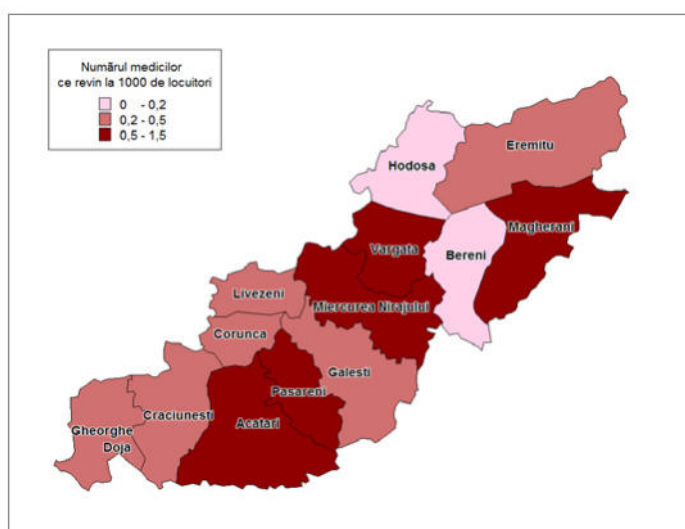 Numărul medicilor
ce revin la 1000 de locuitori
0 - 0,2
0,2 - 0,5
0,5 - 1,5
Hodosa
Eremitu
Magherani
Vargata
Bereni
Livezeni
Miercurea Nirajului
Corunca
Galesti
Pasareni
Craciunesti
Acatari
Gheorghe
Doja